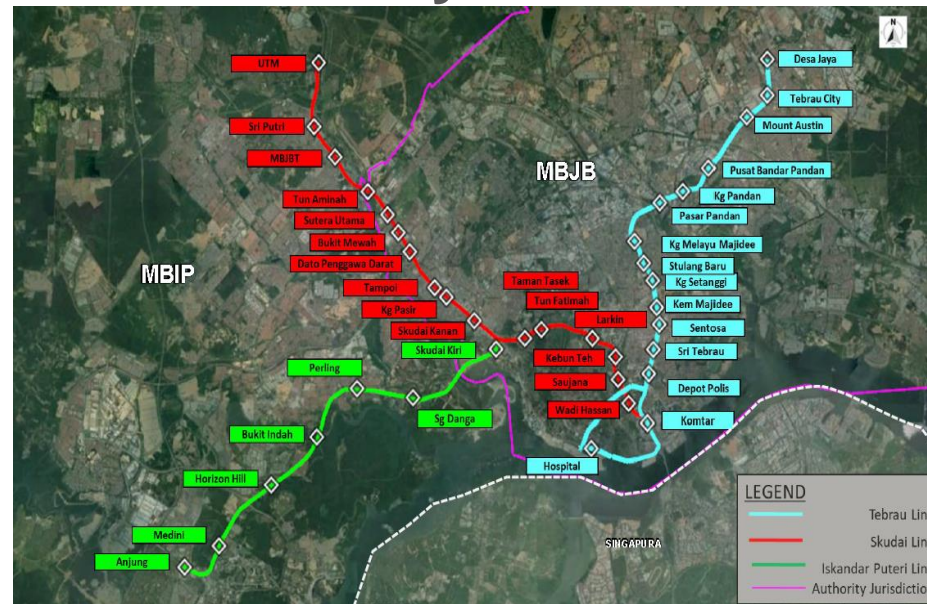 N
UTM
Desa Jaya
Tebrau City
Sri Putri
Mount Austin
MBJBT
MBJB
Pusat Bandar Pandan
Tun Aminah
Kg Pandan
Sutera Utama
Pasar Pandan
Bukit Mewah
Kg Melayu Majidee
Dato Penggawa Darat
Stulang Baru
MBIP
Taman Tasek
Kg Setanggi
Tampoi
Tun Fatimah
Kem Majidee
Kg Pasir
Larkin
Skudai Kanan
Sentosa
Skudai Kiri
Kebun Teh
Sri Tebrau
Perling
Saujana
Depot Polis
Sg Danga
Wadi Hassan
Komtar
Bukit Indah
Hospital
Horizon Hill
LEGEND
Medini
Tebrau Lin
SINGAPURA
Skudai Lin
Anjung
Iskandar Puteri Lin
Authority Jurisdictio